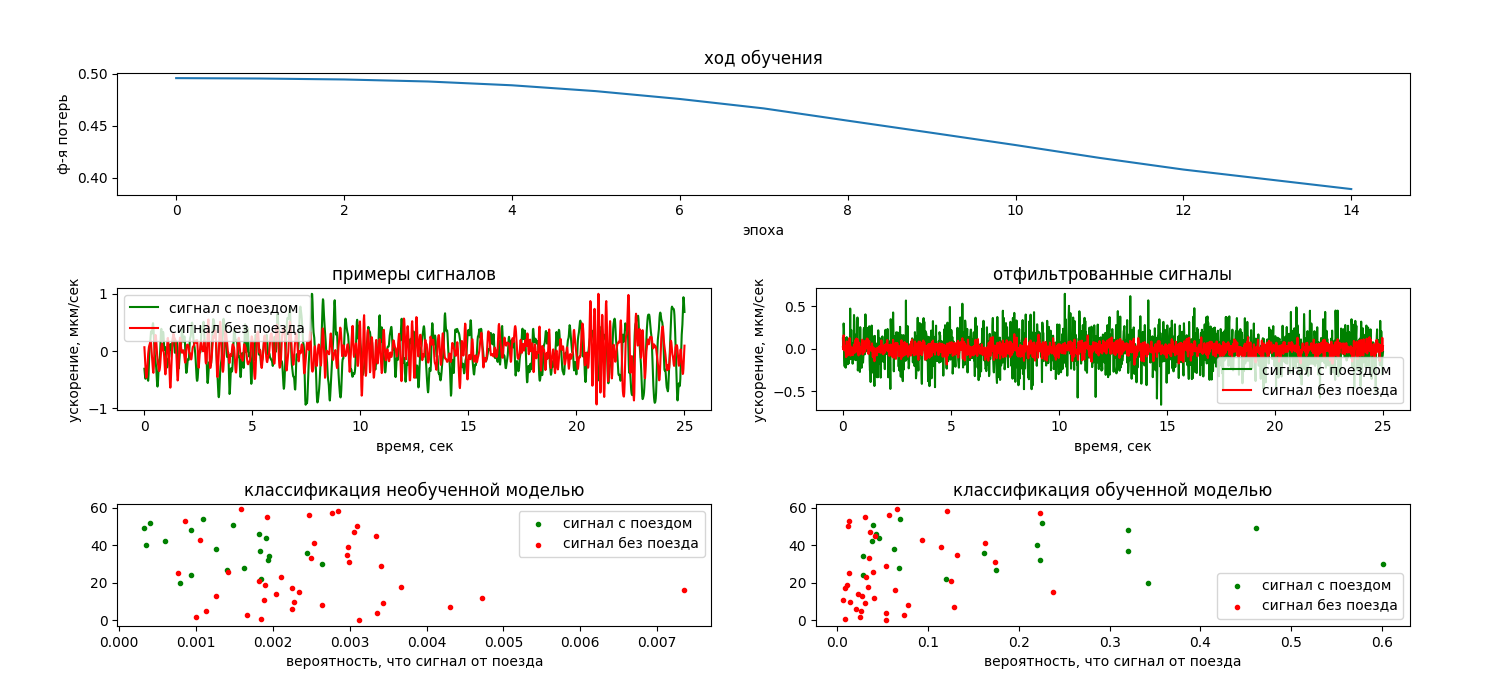 ход обучения
ф-я потерь
0.50
0.45
0.40
0 2 4 6 8 10 12 14
эпоха
примеры сигналов
ускорение, мкм/сек
1
0
−1
сигнал с поездом
сигнал без поезда
0 5 10 15 20 25
время, сек
отфильтрованные сигналы
ускорение, мкм/сек
0.5
0.0
−0.5
сигнал с поездом
сигнал без поезда
0 5 10 15 20 25
время, сек
классификация необученной моделью
60
40
20
0
сигнал с поездом
сигнал без поезда
0.000 0.001 0.002 0.003 0.004 0.005 0.006 0.007
вероятность, что сигнал от поезда
классификация обученной моделью
60
40
20
0
сигнал с поездом
сигнал без поезда
0.0 0.1 0.2 0.3 0.4 0.5 0.6
вероятность, что сигнал от поезда